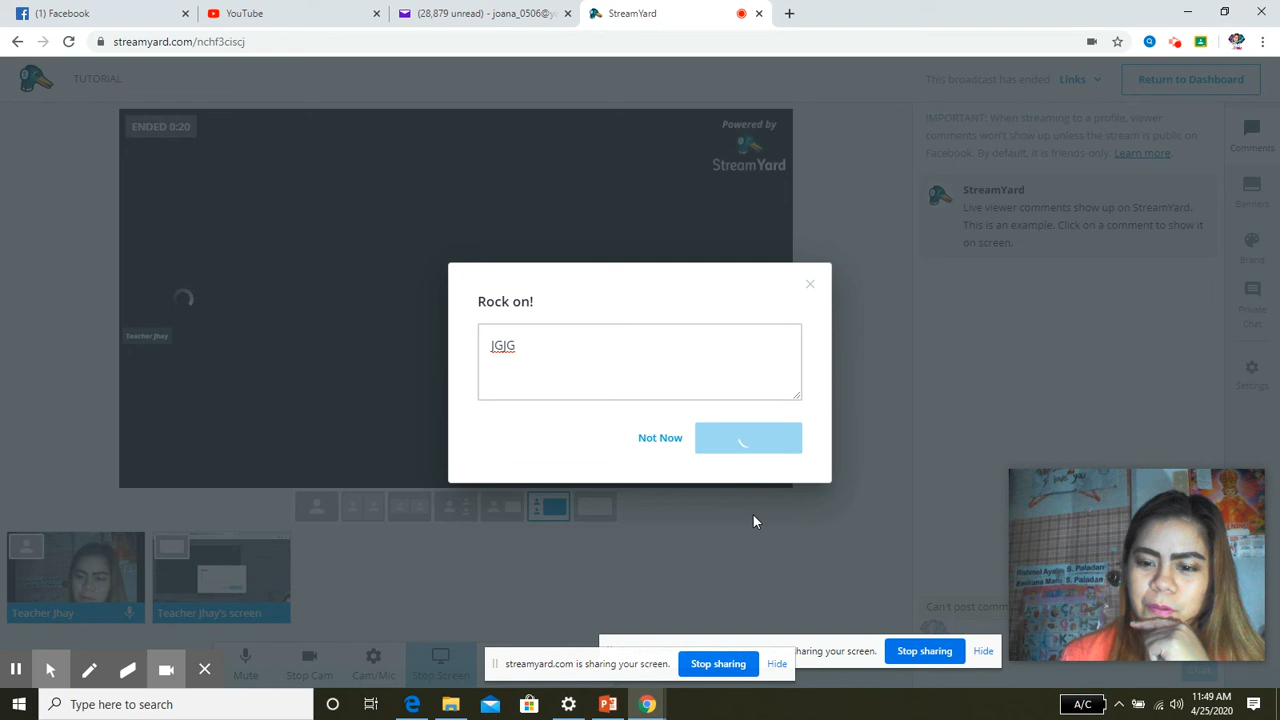 Facebook
YouTube
(28,879 unread) - joana_0506@y
StreamYard
streamyard.com/nchf3ciscj
TUTORIAL
This broadcast has ended
Links
Return to Dashboard
ENDED 0:20
Powered by
StreamYard
IMPORTANT: When streaming to a profile, viewer
comments won't show up unless the stream is public on
Facebook. By default, it is friends-only. Learn more.
StreamYard
Live viewer comments show up on StreamYard.
This is an example. Click on a comment to show it
on screen.
Comments
Banners
Brand
Private
Chat
Settings
Rock on!
JGJG
Not Now
Teacher Jhay
Teacher Jhay
Teacher Jhay's screen
Can't post comm
Mute
Stop Cam
Cam/Mic
Stop Screen
streamyard.com is sharing your screen.
Stop sharing
Hide
sharing your screen.
Stop sharing
Hide
Rishmel Ayalin S. Paladan
S. Paladan
Type here to search
A/C
11:49 AM
4/25/2020